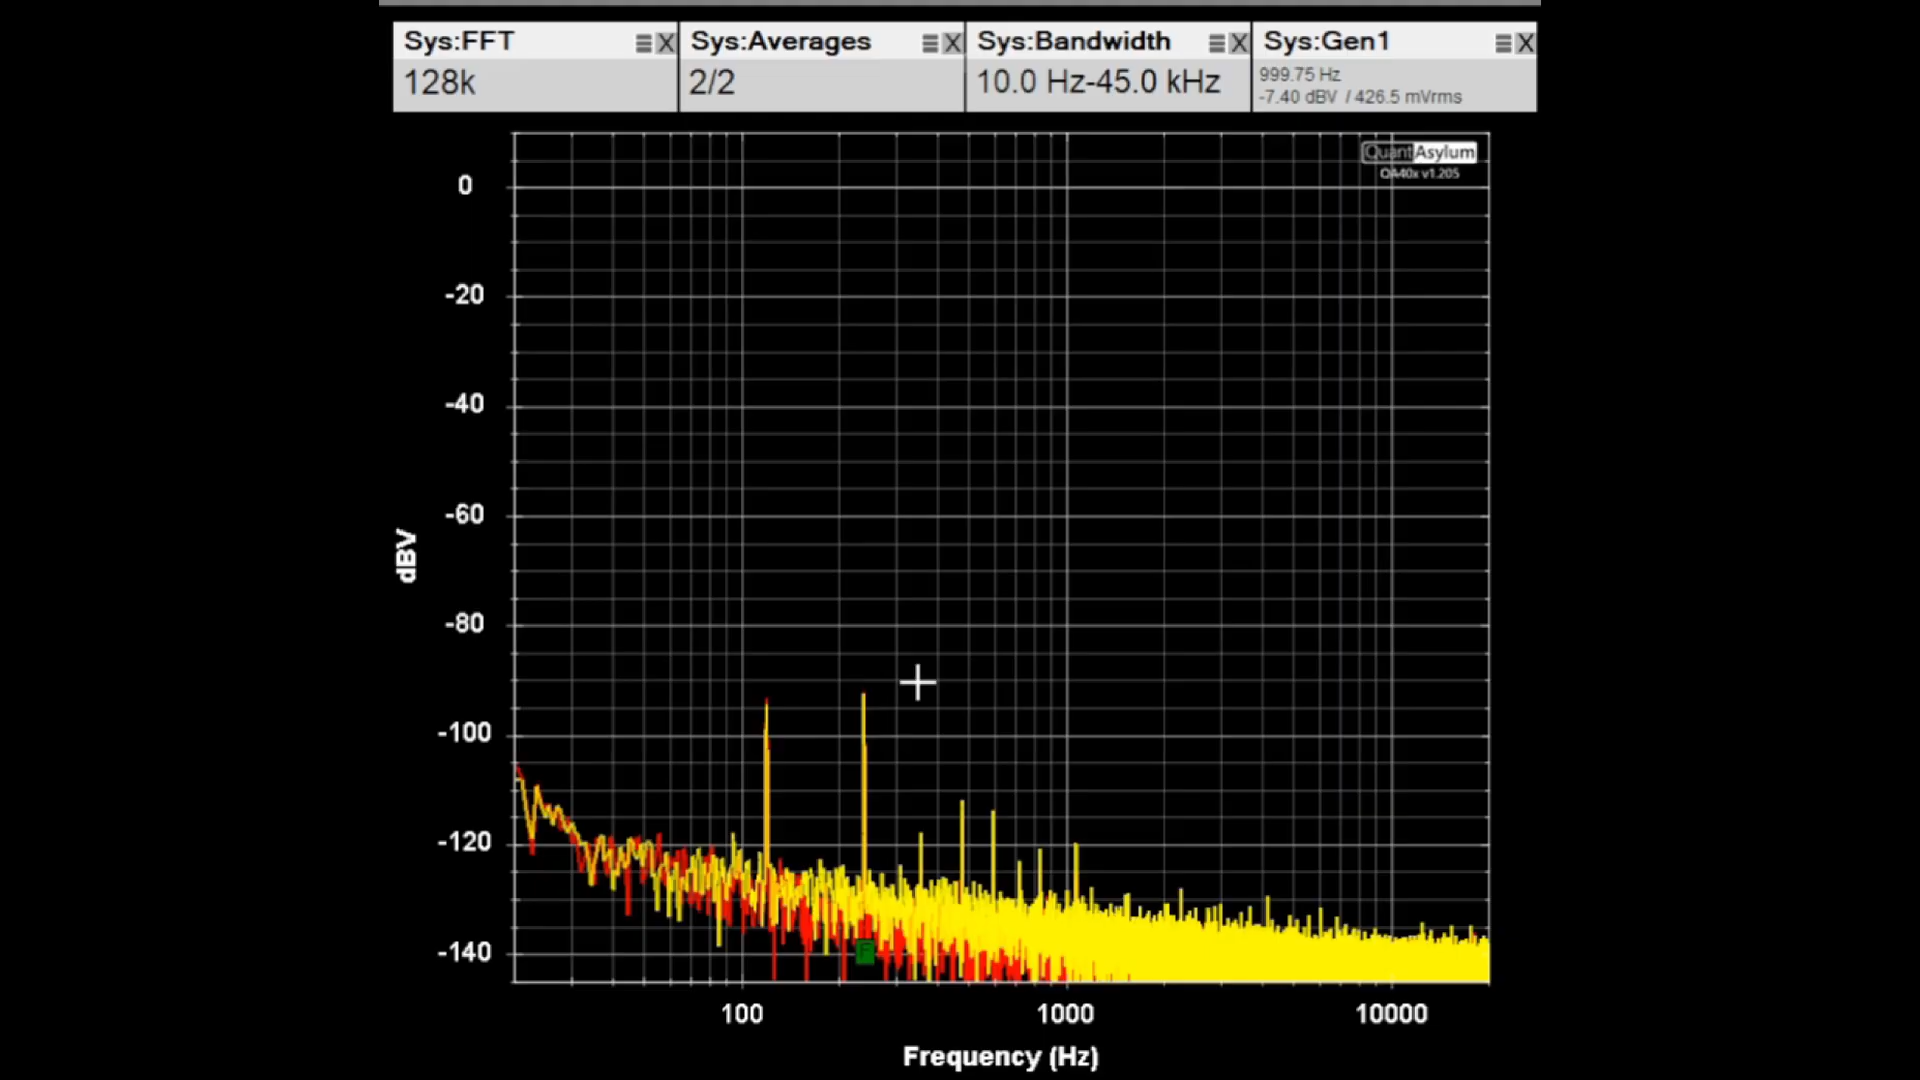 Sys:FFT
X
Sys:Averages
X
Sys:Bandwidth
X
Sys:Gen1
X
128k
2/2
10.0 Hz-45.0 kHz
999.75 Hz
-7.40 dBV / 426.5 mVrms
QuantAsylum
QA40x v1.205
0
-20
-40
-60
-80
-100
-120
-140
dBV
F
100
1000
10000
Frequency (Hz)